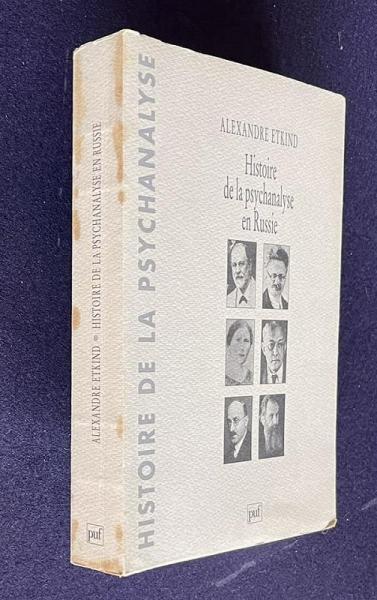 ALEXANDRE ETKIND • HISTOIRE DE LA PSYCHANALYSE EN RUSSIE
puf
HISTOIRE DE LA PSYCHANALYSE
ALEXANDRE ETKIND
Histoire
de la psychanalyse
en Russie
puf